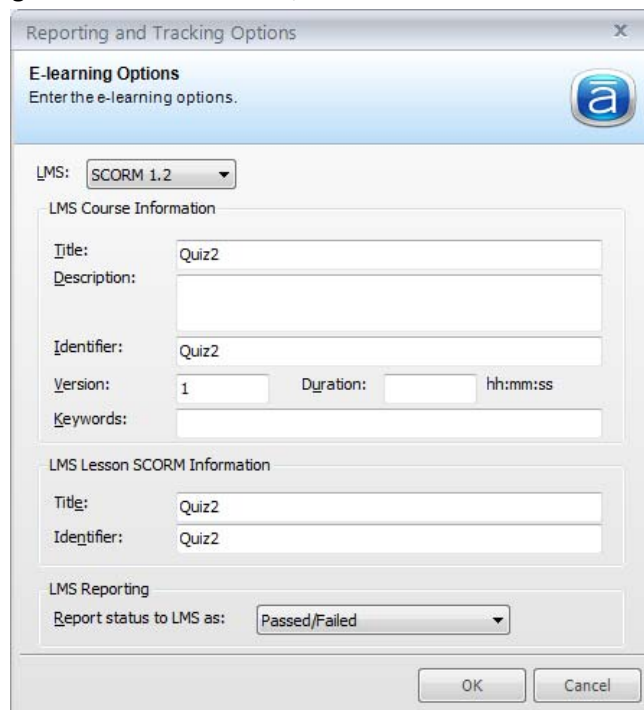 Reporting and Tracking Options
E-learning Options
Enter the e-learning options.
ā
LMS: SCORM 1.2
LMS Course Information
Title: Quiz2
Description:
Identifier: Quiz2
Version: 1 Duration: hh:mm:ss
Keywords:
LMS Lesson SCORM Information
Title: Quiz2
Identifier: Quiz2
LMS Reporting
Report status to LMS as: Passed/Failed
OK Cancel